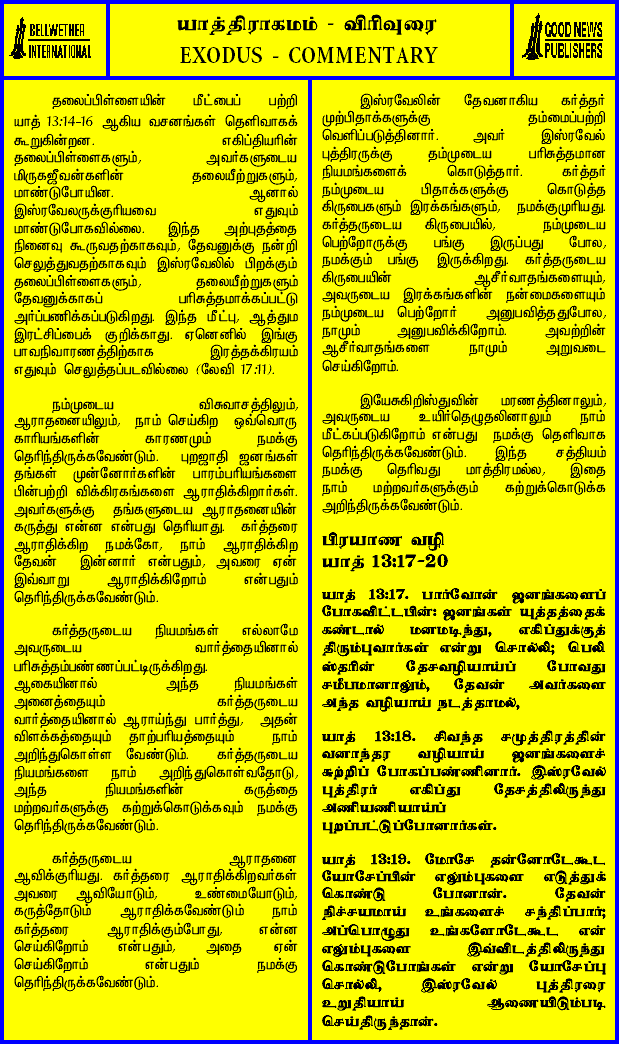 BELLWETHER
INTERNATIONAL
யாத்திராகமம் - விரிவுரை
EXODUS - COMMENTARY
GOOD NEWS
PUBLISHERS
தலைப்பிள்ளையின் மீட்பைப் பற்றி
யாத் 13:14-16 ஆகிய வசனங்கள் தெளிவாகக்
கூறுகின்றன. எகிப்தியரின்
தலைப்பிள்ளைகளும், அவர்களுடைய
மிருகஜீவன்களின் தலையீற்றுகளும்,
மாண்டுபோயின. ஆனால்
இஸ்ரவேலருக்குரியவை எதுவும்
மாண்டுபோகவில்லை. இந்த அற்புதத்தை
நினைவு கூருவதற்காகவும், தேவனுக்கு நன்றி
செலுத்துவதற்காகவும் இஸ்ரவேலில் பிறக்கும்
தலைப்பிள்ளைகளும், தலையீற்றுகளும்
தேவனுக்காகப் பரிசுத்தமாக்கப்பட்டு
அர்ப்பணிக்கப்படுகிறது. இந்த மீட்பு, ஆத்தும
இரட்சிப்பைக் குறிக்காது. ஏனெனில் இங்கு
பாவநிவாரணத்திற்காக இரத்தக்கிரயம்
எதுவும் செலுத்தப்படவில்லை (லேவி 17:11).
நம்முடைய விசுவாசத்திலும்,
ஆராதனையிலும், நாம் செய்கிற ஒவ்வொரு
காரியங்களின் காரணமும் நமக்கு
தெரிந்திருக்கவேண்டும். புறஜாதி ஜனங்கள்
தங்கள் முன்னோர்களின் பாரம்பரியங்களை
பின்பற்றி விக்கிரகங்களை ஆராதிக்கிறார்கள்.
அவர்களுக்கு தங்களுடைய ஆராதனையின்
கருத்து என்ன என்பது தெரியாது. கர்த்தரை
ஆராதிக்கிற நமக்கோ, நாம் ஆராதிக்கிற
தேவன் இன்னார் என்பதும், அவரை ஏன்
இவ்வாறு ஆராதிக்கிறோம் என்பதும்
தெரிந்திருக்கவேண்டும்.
கர்த்தருடைய நியமங்கள் எல்லாமே
அவருடைய வார்த்தையினால்
பரிசுத்தம்பண்ணப்பட்டிருக்கிறது.
ஆகையினால் அந்த நியமங்கள்
அனைத்தையும் கர்த்தருடைய
வார்த்தையினால் ஆராய்ந்து பார்த்து, அதன்
விளக்கத்தையும் தாற்பரியத்தையும் நாம்
அறிந்துகொள்ள வேண்டும். கர்த்தருடைய
நியமங்களை நாம் அறிந்துகொள்வதோடு,
அந்த நியமங்களின் கருத்தை
மற்றவர்களுக்கு கற்றுக்கொடுக்கவும் நமக்கு
தெரிந்திருக்கவேண்டும்.
கர்த்தருடைய ஆராதனை
ஆவிக்குரியது. கர்த்தரை ஆராதிக்கிறவர்கள்
அவரை ஆவியோடும், உண்மையோடும்,
கருத்தோடும் ஆராதிக்கவேண்டும் நாம்
கர்த்தரை ஆராதிக்கும்போது, என்ன
செய்கிறோம் என்பதும், அதை ஏன்
செய்கிறோம் என்பதும் நமக்கு
தெரிந்திருக்கவேண்டும்.
இஸ்ரவேலின் தேவனாகிய கர்த்தர்
முற்பிதாக்களுக்கு தம்மைப்பற்றி
வெளிப்படுத்தினார். அவர் இஸ்ரவேல்
புத்திரருக்கு தம்முடைய பரிசுத்தமான
நியமங்களைக் கொடுத்தார். கர்த்தர்
நம்முடைய பிதாக்களுக்கு கொடுத்த
கிருபைகளும் இரக்கங்களும், நமக்குமுரியது.
கர்த்தருடைய கிருபையில், நம்முடைய
பெற்றோருக்கு பங்கு இருப்பது போல,
நமக்கும் பங்கு இருக்கிறது. கர்த்தருடைய
கிருபையின் ஆசீர்வாதங்களையும்,
அவருடைய இரக்கங்களின் நன்மைகளையும்
நம்முடைய பெற்றோர் அனுபவித்ததுபோல,
நாமும் அனுபவிக்கிறோம். அவற்றின்
ஆசீர்வாதங்களை நாமும் அறுவடை
செய்கிறோம்.
இயேசுகிறிஸ்துவின் மரணத்தினாலும்,
அவருடைய உயிர்தெழுதலினாலும் நாம்
மீட்கப்படுகிறோம் என்பது நமக்கு தெளிவாக
தெரிந்திருக்கவேண்டும். இந்த சத்தியம்
நமக்கு தெரிவது மாத்திரமல்ல, இதை
நாம் மற்றவர்களுக்கும் கற்றுக்கொடுக்க
அறிந்திருக்கவேண்டும்.
பிரயாண வழி
யாத் 13:17-20
யாத் 13:17. பார்வோன் ஜனங்களைப்
போகவிட்டபின்: ஜனங்கள் யுத்தத்தைக்
கண்டால் மனமடிந்து, எகிப்துக்குத்
திரும்புவார்கள் என்று சொல்லி; பெலி
ஸ்தரின் தேசவழியாய்ப் போவது
சமீபமானாலும், தேவன் அவர்களை
அந்த வழியாய் நடத்தாமல்,
யாத் 13:18. சிவந்த சமுத்திரத்தின்
வனாந்தர வழியாய் ஜனங்களைச்
சுற்றிப் போகப்பண்ணினார். இஸ்ரவேல்
புத்திரர் எகிப்து தேசத்திலிருந்து
அணியணியாய்ப்
புறப்பட்டுப்போனார்கள்.
யாத் 13:19. மோசே தன்னோடேகூட
யோசேப்பின் எலும்புகளை எடுத்துக்
கொண்டு போனான். தேவன்
நிச்சயமாய் உங்களைச் சந்திப்பார்;
அப்பொழுது உங்களோடேகூட என்
எலும்புகளை இவ்விடத்திலிருந்து
கொண்டுபோங்கள் என்று யோசேப்பு
சொல்லி, இஸ்ரவேல் புத்திரரை
உறுதியாய் ஆணையிடும்படி
செய்திருந்தான்.